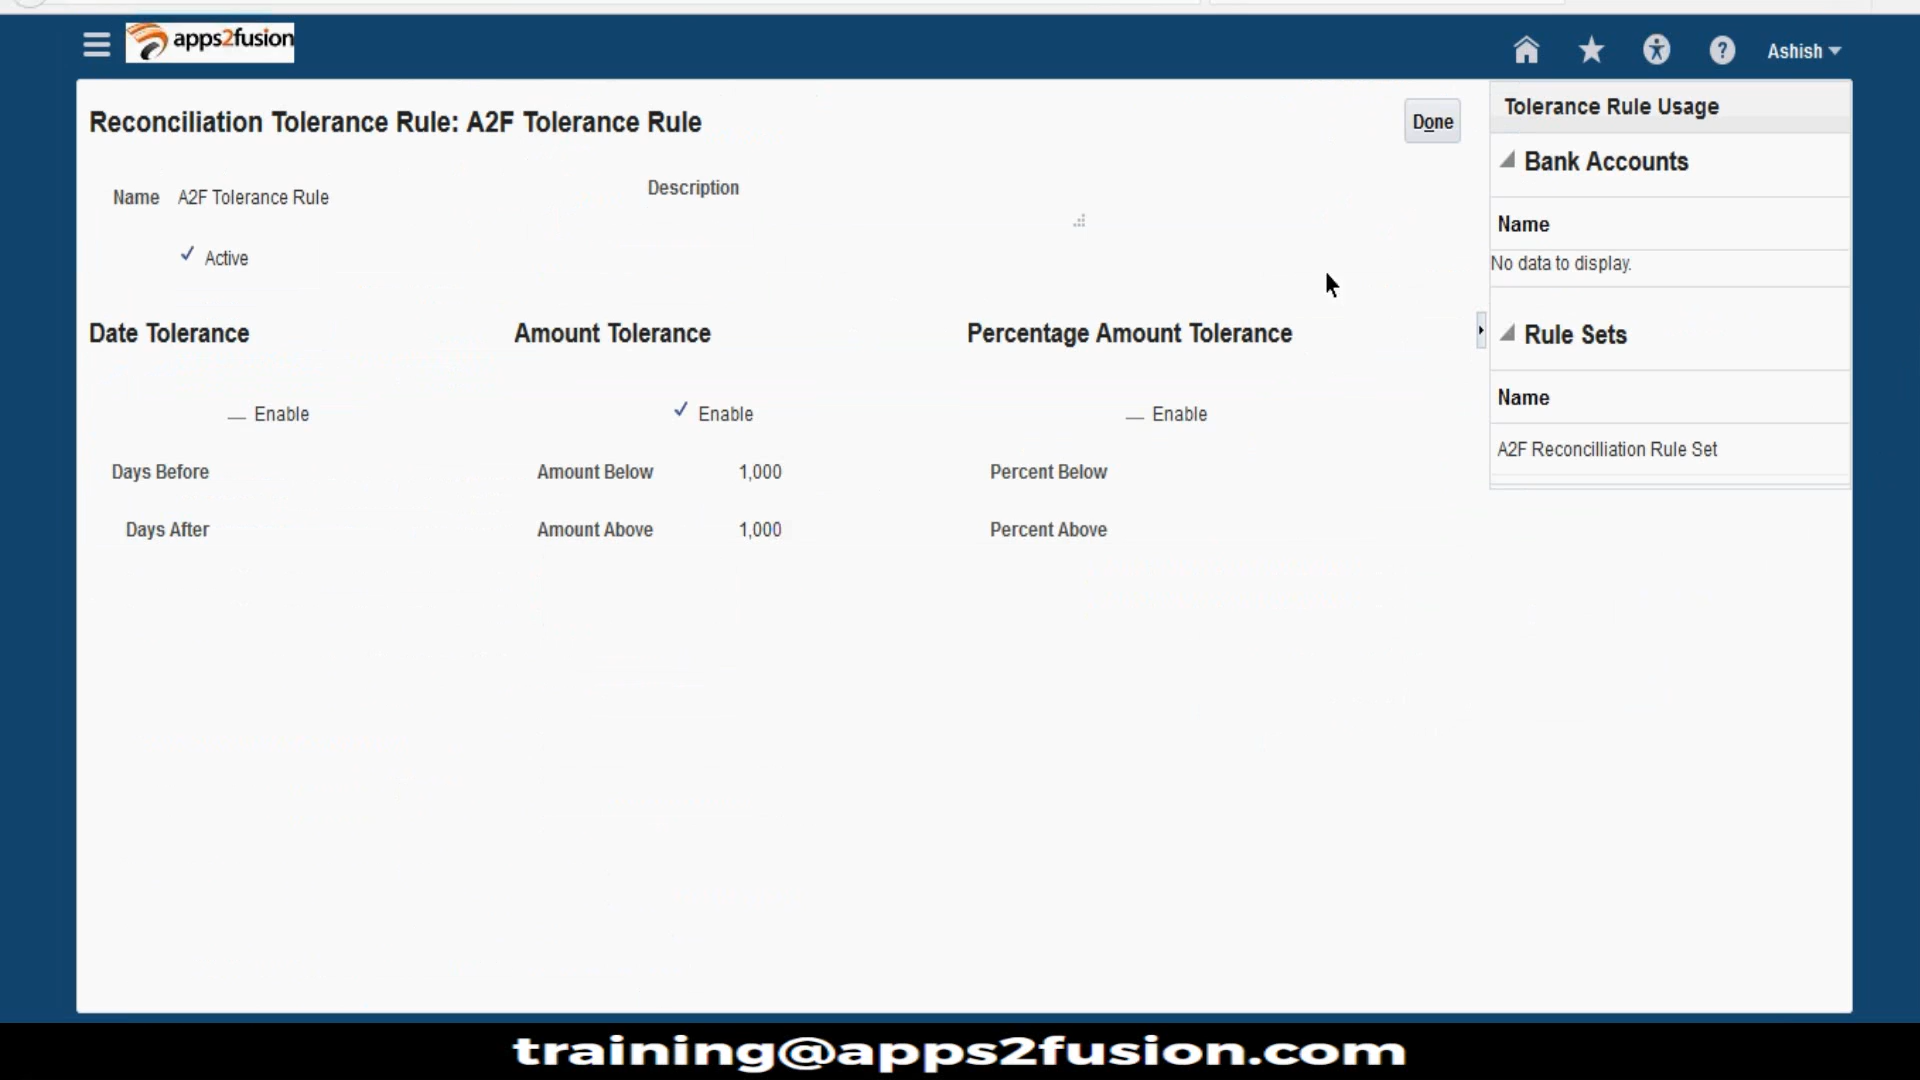 apps2fusion
Ashish
Reconciliation Tolerance Rule: A2F Tolerance Rule
Done
Name A2F Tolerance Rule
Description
Active
Date Tolerance
Enable
Days Before
Days After
Amount Tolerance
Enable
Amount Below 1,000
Amount Above 1,000
Percentage Amount Tolerance
Enable
Percent Below
Percent Above
Tolerance Rule Usage
Bank Accounts
Name
No data to display.
Rule Sets
Name
A2F Reconcilliation Rule Set
training@apps2fusion.com